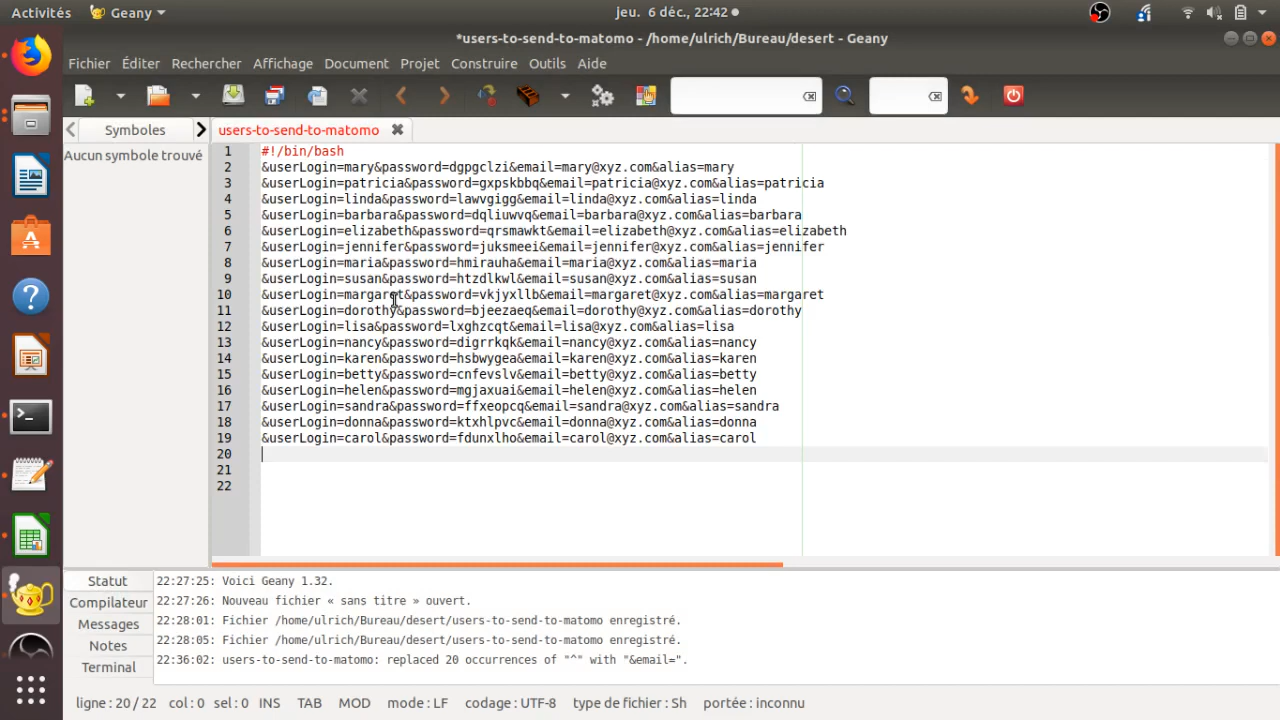 Activités
Geany
jeu. 6 déc., 22:42
*users-to-send-to-matomo - /home/ulrich/Bureau/desert - Geany
Fichier Éditer Rechercher Affichage Document Projet Construire Outils Aide
Symboles
users-to-send-to-matomo
Aucun symbole trouvé
1 #!/bin/bash
2 &userLogin=mary&password=dgpgclzi&email=mary@xyz.com&alias=mary
3 &userLogin=patricia&password=gxpskbbq&email=patricia@xyz.com&alias=patricia
4 &userLogin=linda&password=lawvgigg&email=linda@xyz.com&alias=linda
5 &userLogin=barbara&password=dqliuwvq&email=barbara@xyz.com&alias=barbara
6 &userLogin=elizabeth&password=qrsmawkt&email=elizabeth@xyz.com&alias=elizabeth
7 &userLogin=jennifer&password=juksmeei&email=jennifer@xyz.com&alias=jennifer
8 &userLogin=maria&password=hmirauha&email=maria@xyz.com&alias=maria
9 &userLogin=susan&password=htzdlkwl&email=susan@xyz.com&alias=susan
10 &userLogin=margaret&password=vkjyxllb&email=margaret@xyz.com&alias=margaret
11 &userLogin=dorothy&password=bjeezaeq&email=dorothy@xyz.com&alias=dorothy
12 &userLogin=lisa&password=lxghzcqt&email=lisa@xyz.com&alias=lisa
13 &userLogin=nancy&password=digrrkqk&email=nancy@xyz.com&alias=nancy
14 &userLogin=karen&password=hsbwygea&email=karen@xyz.com&alias=karen
15 &userLogin=betty&password=cnfevslv&email=betty@xyz.com&alias=betty
16 &userLogin=helen&password=mgjaxuai&email=helen@xyz.com&alias=helen
17 &userLogin=sandra&password=ffxeopcq&email=sandra@xyz.com&alias=sandra
18 &userLogin=donna&password=ktxhlpvc&email=donna@xyz.com&alias=donna
19 &userLogin=carol&password=fdunxlho&email=carol@xyz.com&alias=carol
20
21
22
Statut
Compilateur
Messages
Notes
Terminal
22:27:25: Voici Geany 1.32.
22:27:26: Nouveau fichier « sans titre » ouvert.
22:28:01: Fichier /home/ulrich/Bureau/desert/users-to-send-to-matomo enregistré.
22:28:05: Fichier /home/ulrich/Bureau/desert/users-to-send-to-matomo enregistré.
22:36:02: users-to-send-to-matomo: replaced 20 occurrences of "^" with "&email=".
ligne : 20 / 22 col : 0 sel : 0 INS TAB MOD mode : LF codage : UTF-8 type de fichier : Sh portée : inconnu